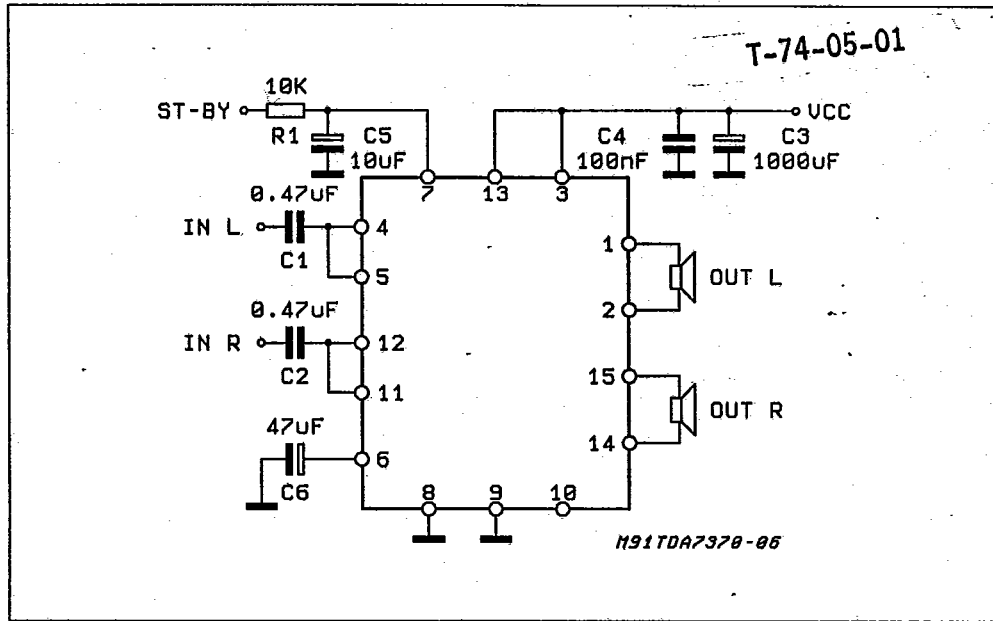 T-74-05-01
10K
ST-BY
R1
C5
10uF
VCC
C4
100nF
C3
1000uF
7
13
3
0.47uF
IN L
C1
4
5
1
2
OUT L
0.47uF
IN R
C2
12
11
15
14
OUT R
47uF
C6
6
8
9
10
M91TDA7370-06